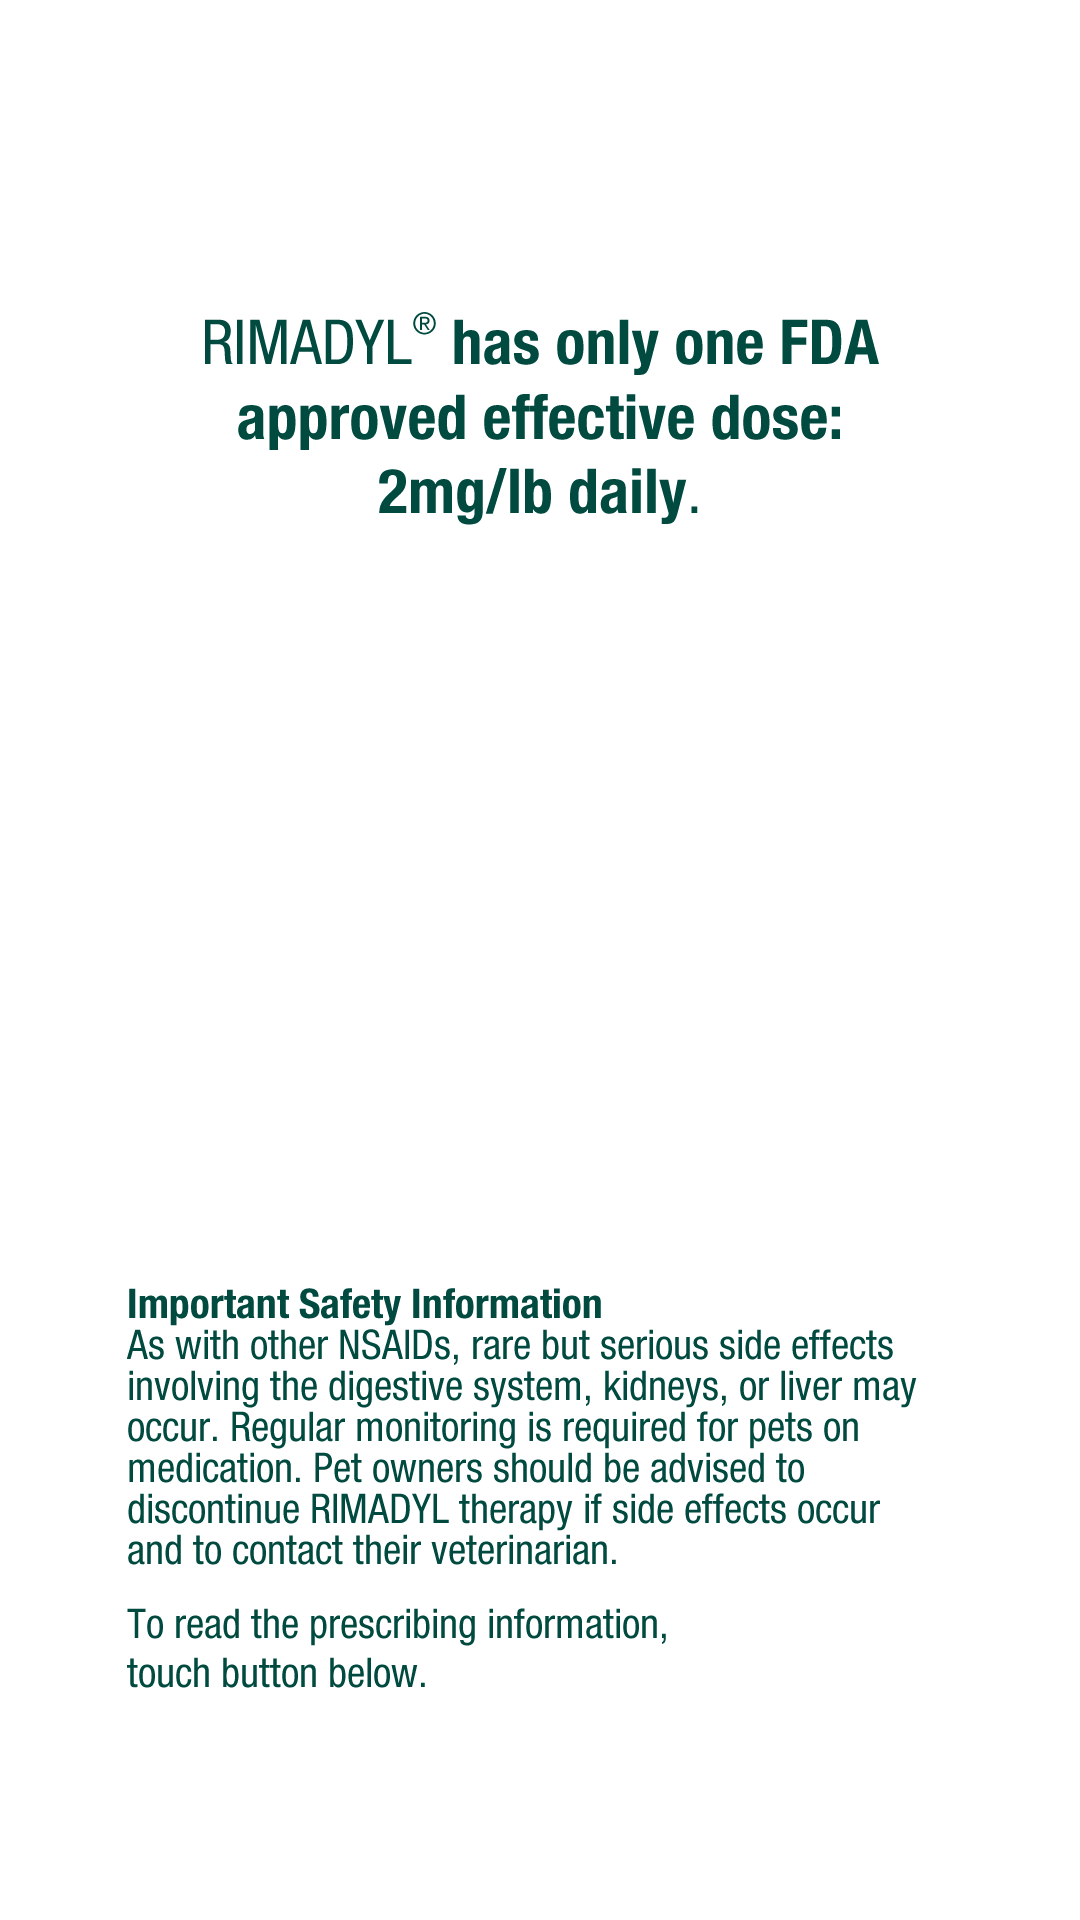 RIMADYL® has only one FDA
approved effective dose:
2mg/lb daily.
Important Safety Information
As with other NSAIDs, rare but serious side effects
involving the digestive system, kidneys, or liver may
occur. Regular monitoring is required for pets on
medication. Pet owners should be advised to
discontinue RIMADYL therapy if side effects occur
and to contact their veterinarian.
To read the prescribing information,
touch button below.